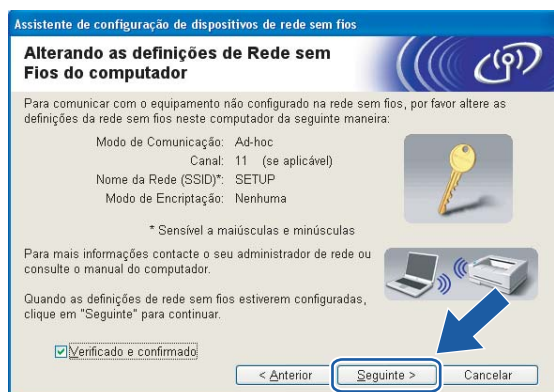 Assistente de configuração de dispositivos de rede sem fios
Alterando as definições de Rede sem
Fios do computador
Para comunicar com o equipamento não configurado na rede sem fios, por favor altere as
definições da rede sem fios neste computador da seguinte maneira:
Modo de Comunicação: Ad-hoc
Canal: 11 (se aplicável)
Nome da Rede (SSID)*: SETUP
Modo de Encriptação: Nenhuma
* Sensível a maiúsculas e minúsculas
Para mais informações contacte o seu administrador de rede ou
consulte o manual do computador.
Quando as definições de rede sem fios estiverem configuradas,
clique em "Seguinte" para continuar.
Verificado e confirmado
< Anterior Seguinte > Cancelar